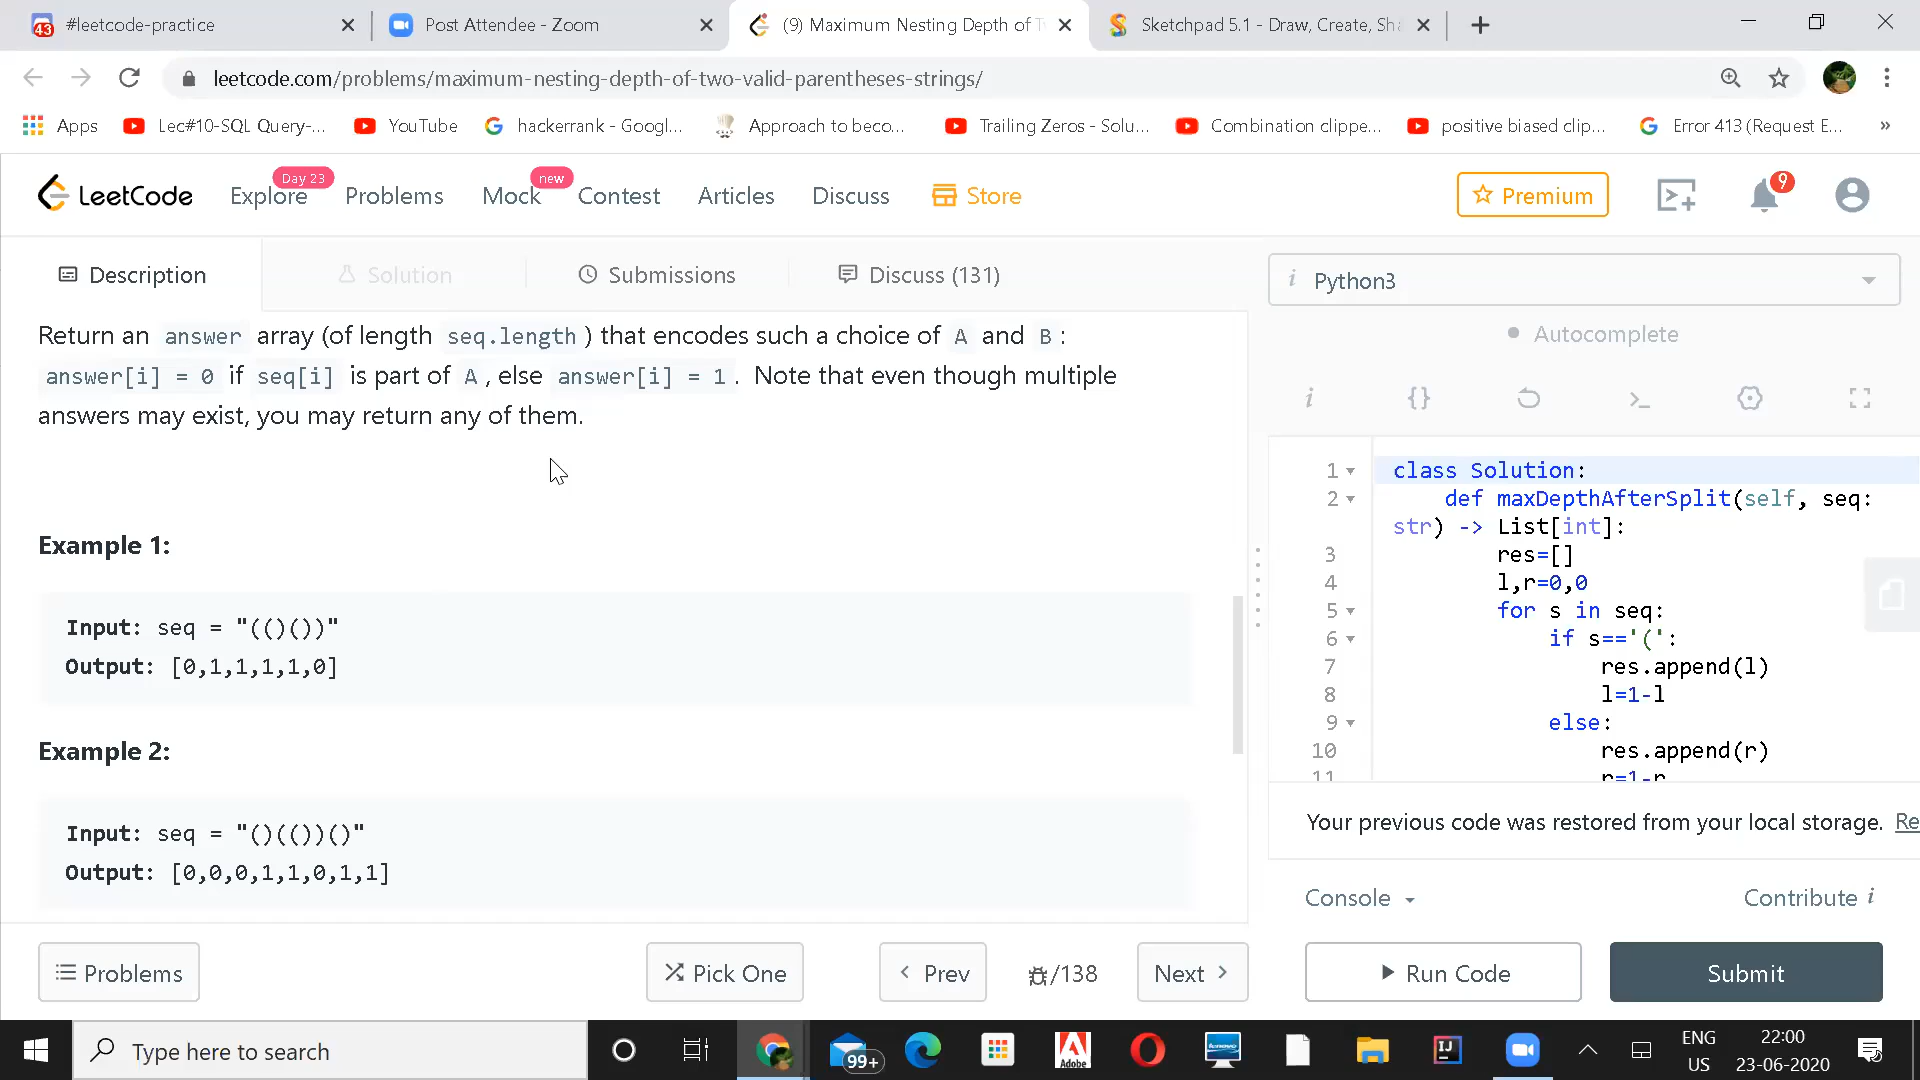 43 #leetcode-practice
Post Attendee - Zoom
(9) Maximum Nesting Depth of T
Sketchpad 5.1 - Draw, Create, Sha
leetcode.com/problems/maximum-nesting-depth-of-two-valid-parentheses-strings/
Apps
Lec#10-SQL Query-...
YouTube
hackerrank - Googl...
Approach to beco...
Trailing Zeros - Solu...
Combination clippe...
positive biased clip...
Error 413 (Request E...
»
LeetCode
Explore
Day 23
Problems
Mock
new
Contest
Articles
Discuss
Store
Premium
9
Description
Solution
Submissions
Discuss (131)
Return an answer array (of length seq.length ) that encodes such a choice of A and B :
answer[i] = 0 if seq[i] is part of A , else answer[i] = 1 . Note that even though multiple
answers may exist, you may return any of them.
Example 1:
Input: seq = "(()())"
Output: [0,1,1,1,1,0]
Example 2:
Input: seq = "()(())()"
Output: [0,0,0,1,1,0,1,1]
Problems
Pick One
Prev
/138
Next
i Python3
Autocomplete
i {} >_
1 class Solution:
2 def maxDepthAfterSplit(self, seq:
str) -> List[int]:
3 res=[]
4 l,r=0,0
5 for s in seq:
6 if s=='(':
7 res.append(l)
8 l=1-l
9 else:
10 res.append(r)
11 r=1-r
Your previous code was restored from your local storage. Re
Console
Contribute i
Run Code
Submit
Type here to search
99+
Adobe
Lenovo
IJ
ENG
US
22:00
23-06-2020